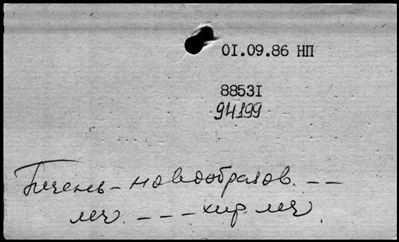 01.09.86 НП
88531
94199
Печень - новообразов. --
леч. --- хир. леч.